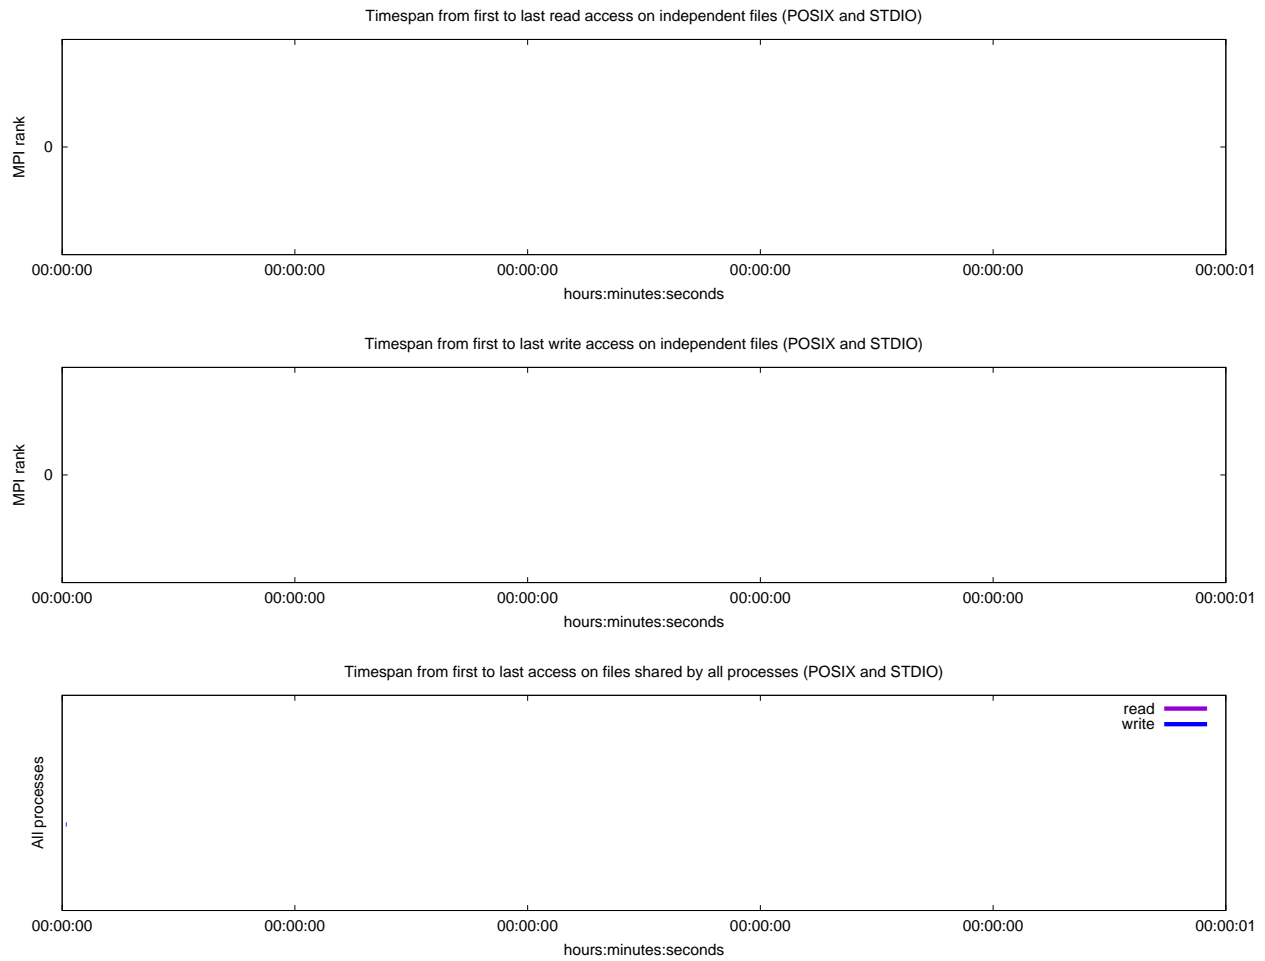 Timespan from first to last read access on independent files (POSIX and STDIO)
MPI rank
0
00:00:00 00:00:00 00:00:00 00:00:00 00:00:00 00:00:01
hours:minutes:seconds
Timespan from first to last write access on independent files (POSIX and STDIO)
MPI rank
0
00:00:00 00:00:00 00:00:00 00:00:00 00:00:00 00:00:01
hours:minutes:seconds
Timespan from first to last access on files shared by all processes (POSIX and STDIO)
read
write
All processes
00:00:00 00:00:00 00:00:00 00:00:00 00:00:00 00:00:01
hours:minutes:seconds